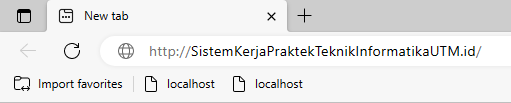 New tab
http://SistemKerjaPraktekTeknikInformatikaUTM.id/
Import favorites localhost localhost